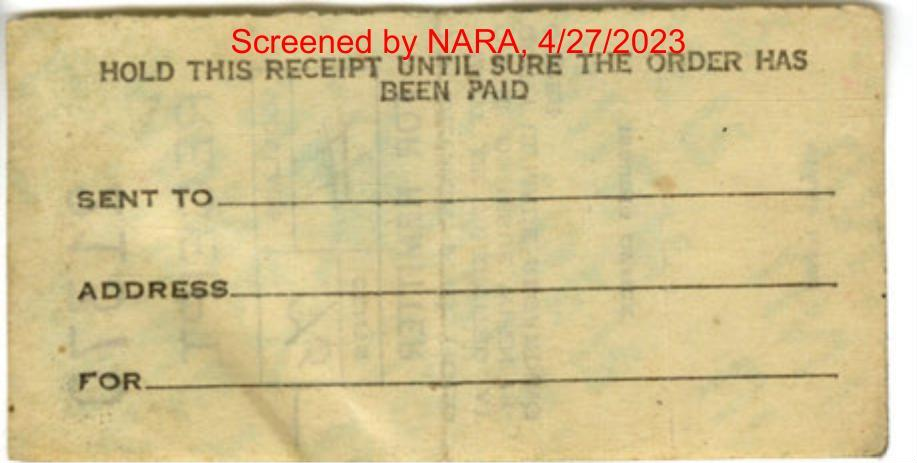 Screened by NARA, 4/27/2023
HOLD THIS RECEIPT UNTIL SURE THE ORDER HAS
BEEN PAID
SENT TO
ADDRESS
FOR